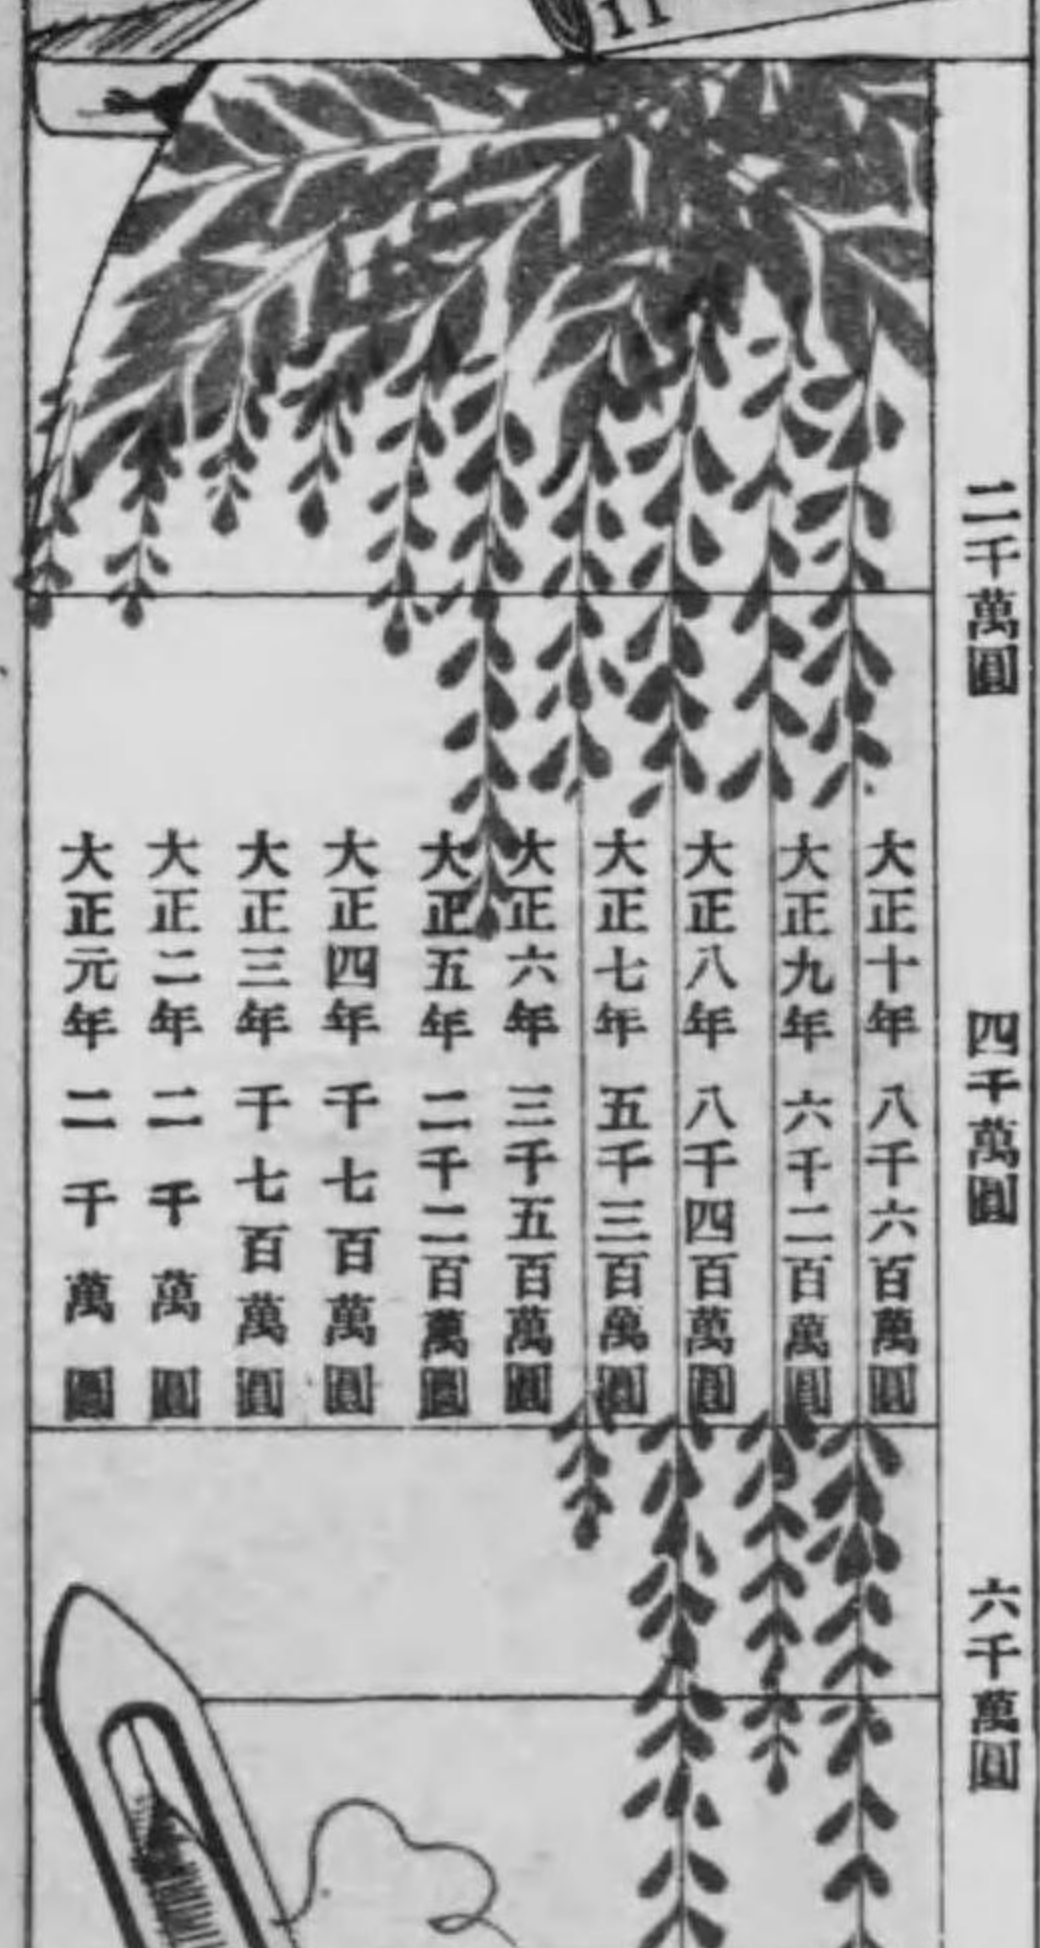 11
二千萬圓
四千萬圓
六千萬圓
大正十年 八千六百萬圓
大正九年 六千二百萬圓
大正八年 八千四百萬圓
大正七年 五千三百萬圓
大正六年 三千五百萬圓
大正五年 二千二百萬圓
大正四年 千七百萬圓
大正三年 千七百萬圓
大正二年 二千萬圓
大正元年 二千萬圓